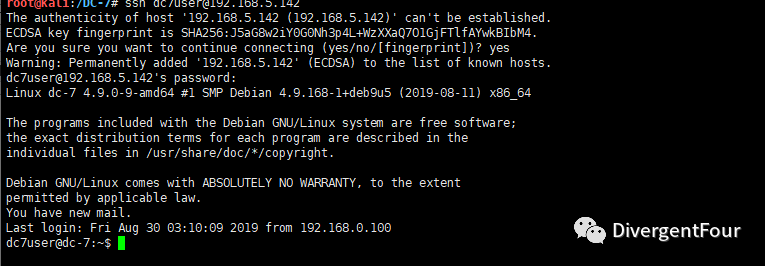 root@kali:/DC-7# ssh dc7user@192.168.5.142
The authenticity of host '192.168.5.142 (192.168.5.142)' can't be established.
ECDSA key fingerprint is SHA256:J5aG8w2iY0G0Nh3p4L+WzXXaQ7O1GjFTlfAYwkBIbM4.
Are you sure you want to continue connecting (yes/no/[fingerprint])? yes
Warning: Permanently added '192.168.5.142' (ECDSA) to the list of known hosts.
dc7user@192.168.5.142's password:
Linux dc-7 4.9.0-9-amd64 #1 SMP Debian 4.9.168-1+deb9u5 (2019-08-11) x86_64
The programs included with the Debian GNU/Linux system are free software;
the exact distribution terms for each program are described in the
individual files in /usr/share/doc/*/copyright.
Debian GNU/Linux comes with ABSOLUTELY NO WARRANTY, to the extent
permitted by applicable law.
You have new mail.
Last login: Fri Aug 30 03:10:09 2019 from 192.168.0.100
dc7user@dc-7:~$
DivergentFour